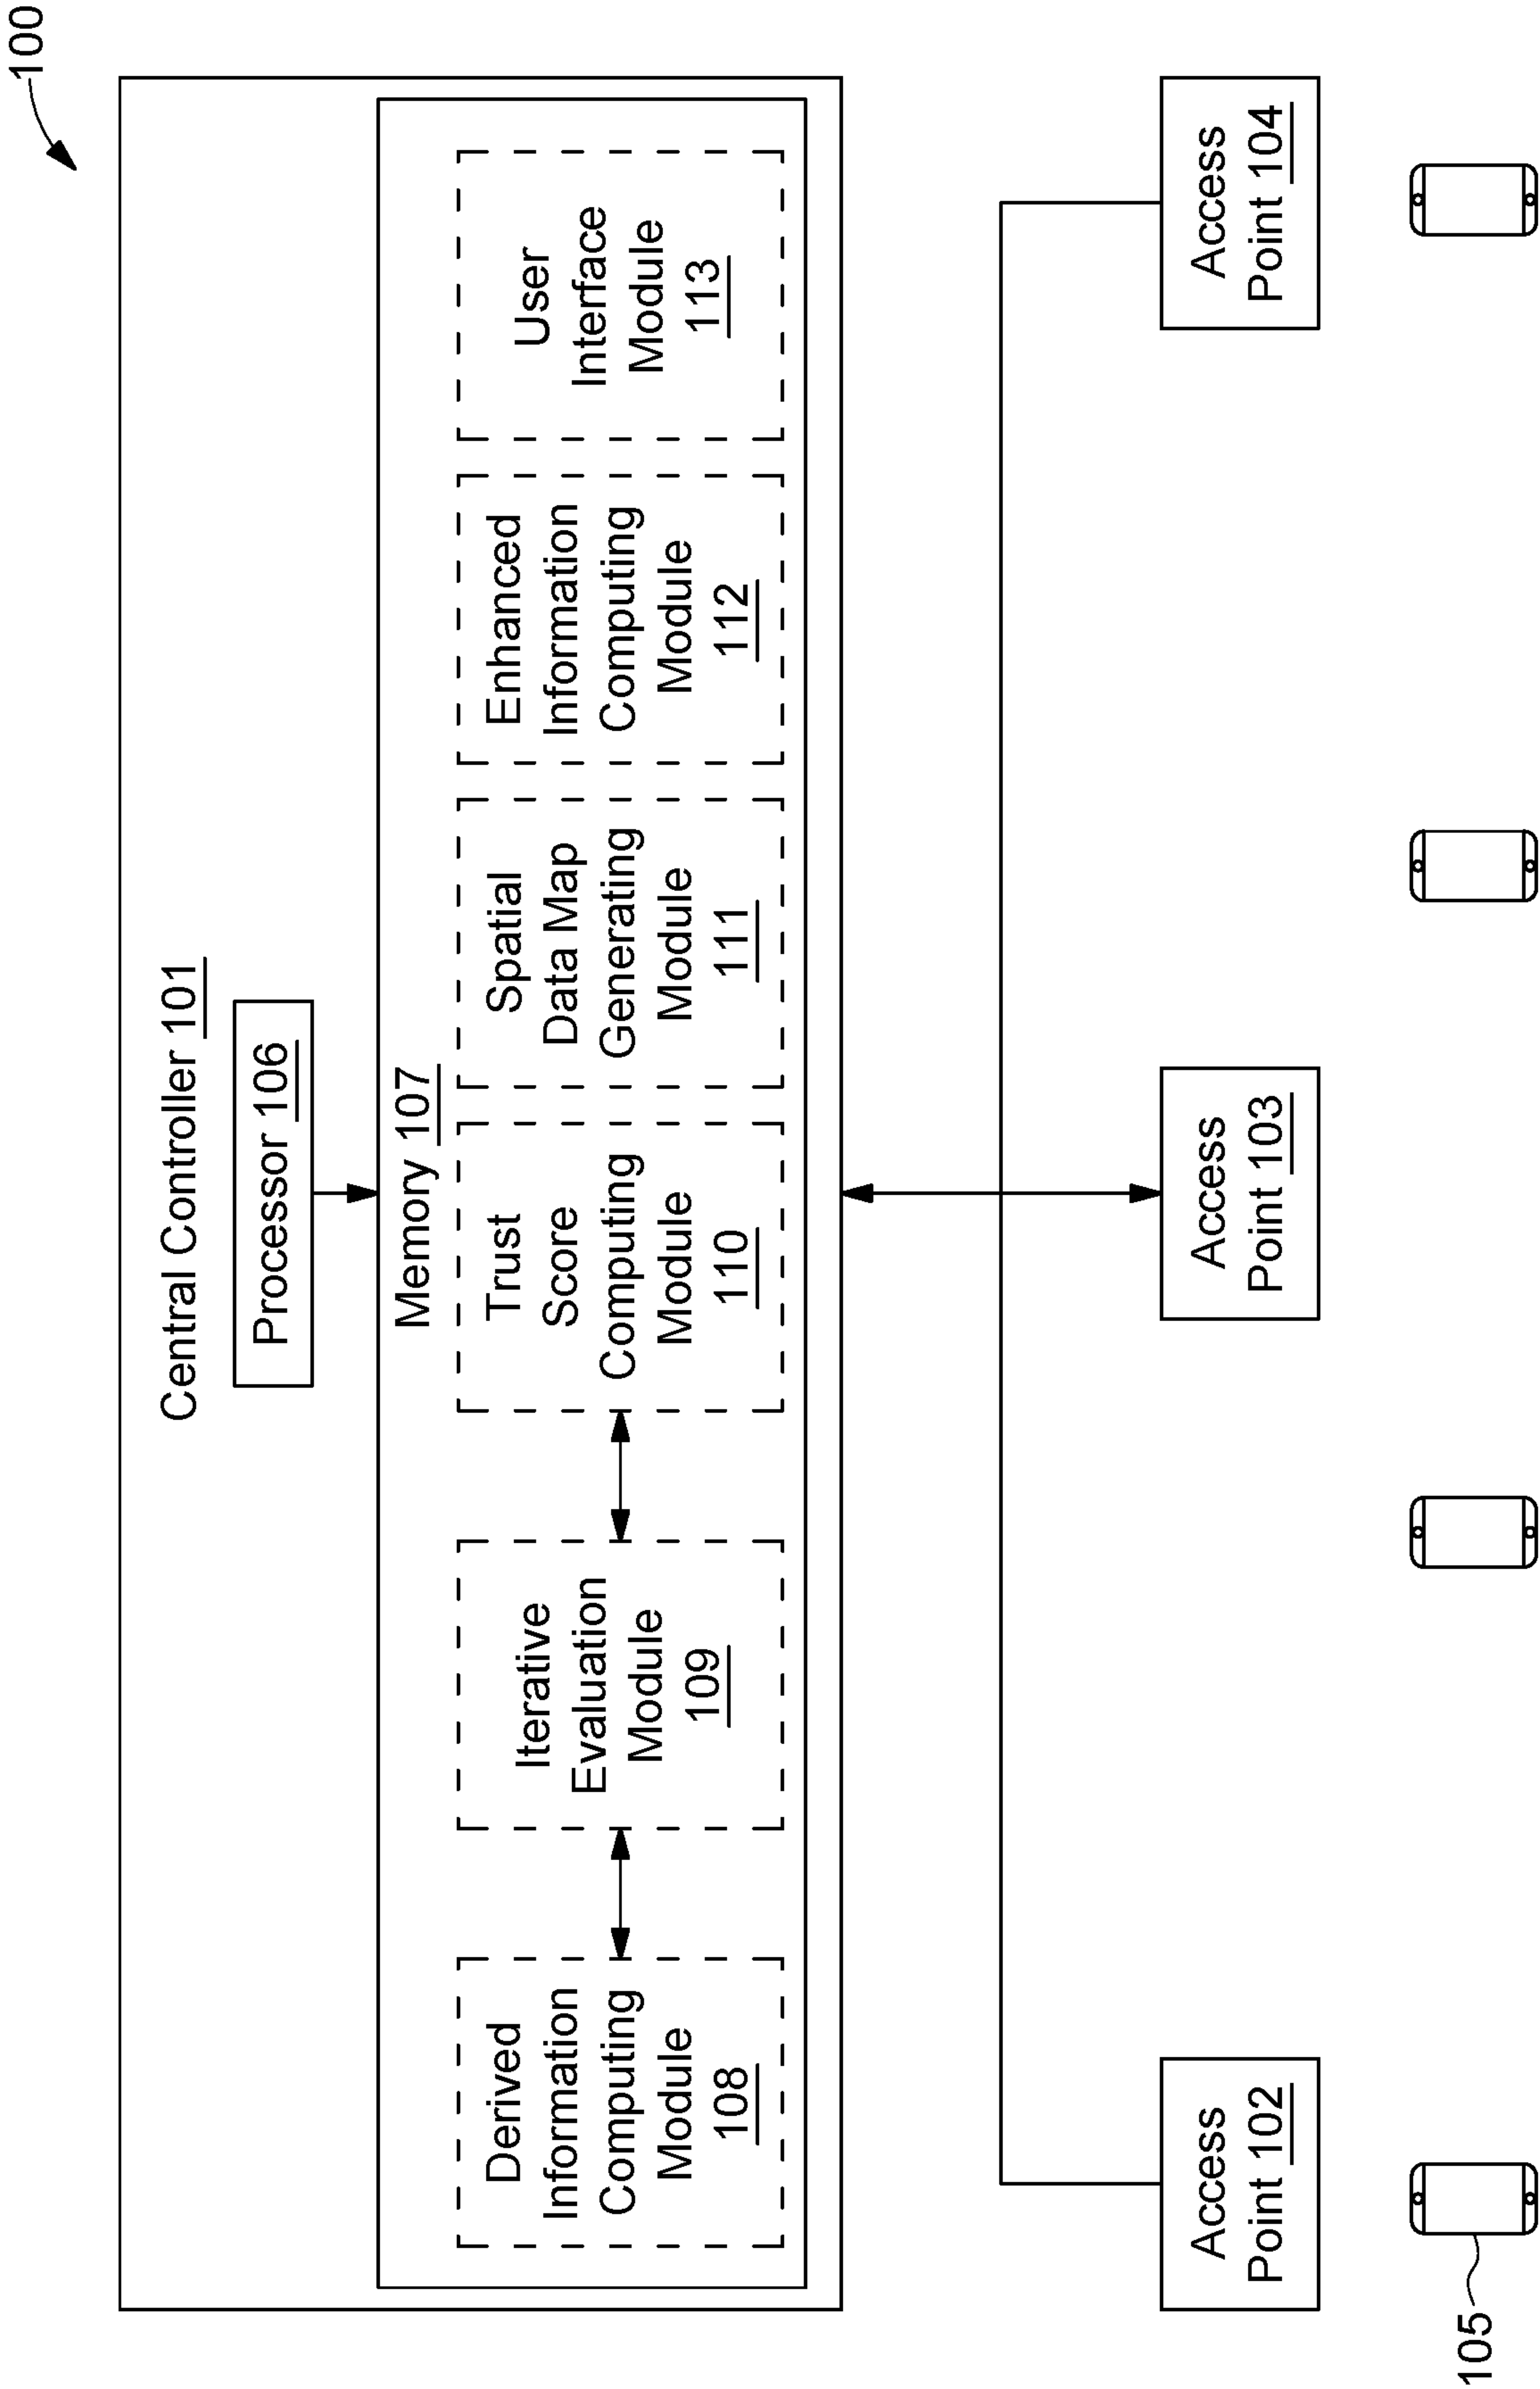 100
Central Controller 101
Processor 106
Memory 107
Derived
Information
Computing
Module
108
Iterative
Evaluation
Module
109
Trust
Score
Computing
Module
110
Spatial
Data Map
Generating
Module
111
Enhanced
Information
Computing
Module
112
User
Interface
Module
113
Access
Point 102
Access
Point 103
Access
Point 104
105